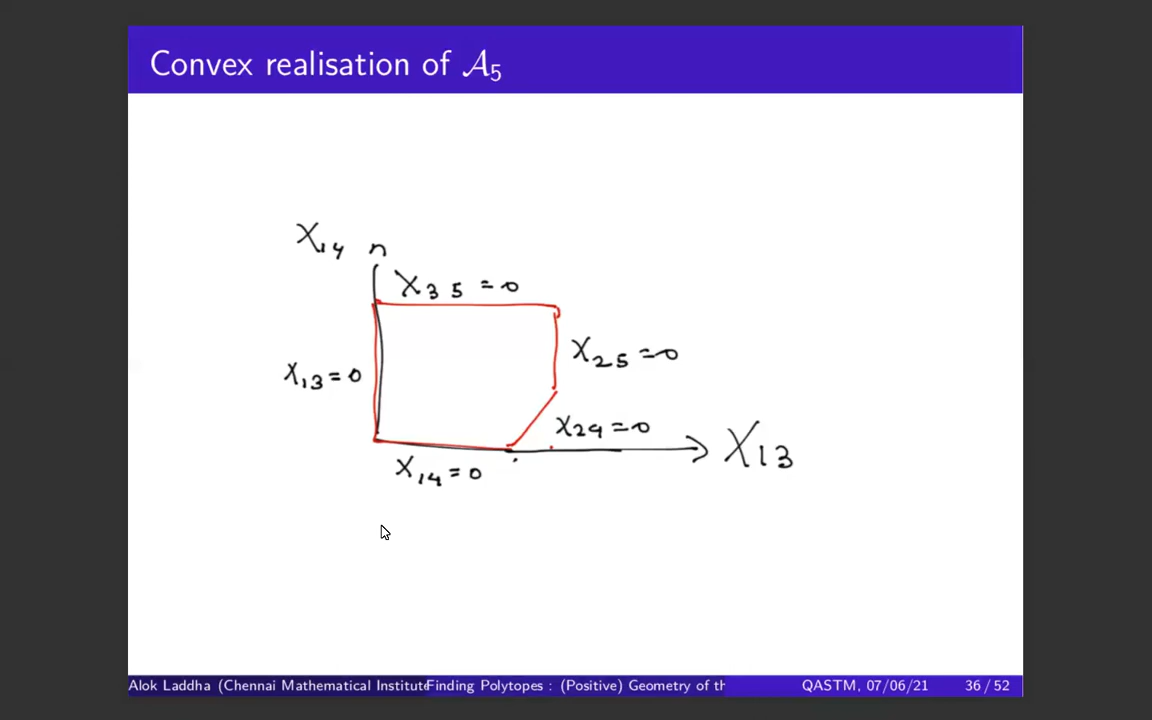 Convex realisation of 𝒜₅
X₁₄
X₃₅ = 0
X₂₅ = 0
X₁₃ = 0
X₂₄ = 0
X₁₃
X₁₄ = 0
Alok Laddha (Chennai Mathematical Institute Finding Polytopes : (Positive) Geometry of th QASTM, 07/06/21 36 / 52